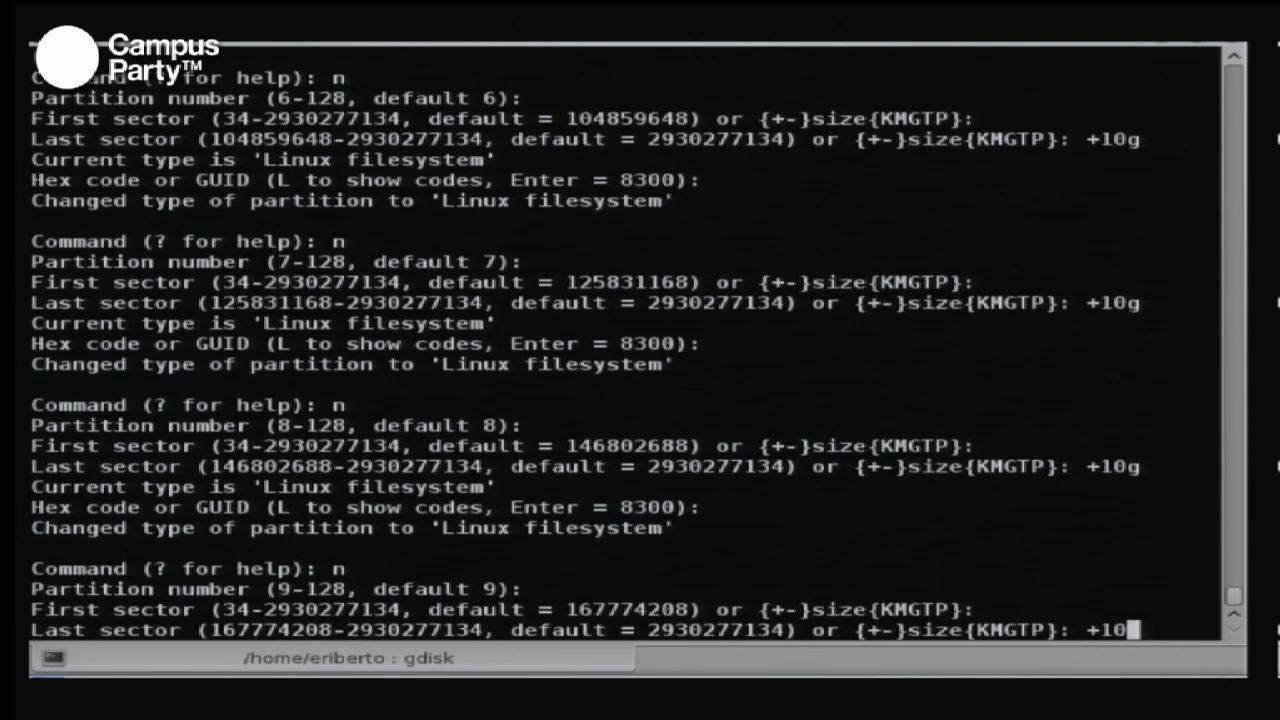 Campus
Party™
Command (? for help): n
Partition number (6-128, default 6):
First sector (34-2930277134, default = 104859648) or {+-}size{KMGTP}:
Last sector (104859648-2930277134, default = 2930277134) or {+-}size{KMGTP}: +10g
Current type is 'Linux filesystem'
Hex code or GUID (L to show codes, Enter = 8300):
Changed type of partition to 'Linux filesystem'
Command (? for help): n
Partition number (7-128, default 7):
First sector (34-2930277134, default = 125831168) or {+-}size{KMGTP}:
Last sector (125831168-2930277134, default = 2930277134) or {+-}size{KMGTP}: +10g
Current type is 'Linux filesystem'
Hex code or GUID (L to show codes, Enter = 8300):
Changed type of partition to 'Linux filesystem'
Command (? for help): n
Partition number (8-128, default 8):
First sector (34-2930277134, default = 146802688) or {+-}size{KMGTP}:
Last sector (146802688-2930277134, default = 2930277134) or {+-}size{KMGTP}: +10g
Current type is 'Linux filesystem'
Hex code or GUID (L to show codes, Enter = 8300):
Changed type of partition to 'Linux filesystem'
Command (? for help): n
Partition number (9-128, default 9):
First sector (34-2930277134, default = 167774208) or {+-}size{KMGTP}:
Last sector (167774208-2930277134, default = 2930277134) or {+-}size{KMGTP}: +10
/home/eriberto : gdisk